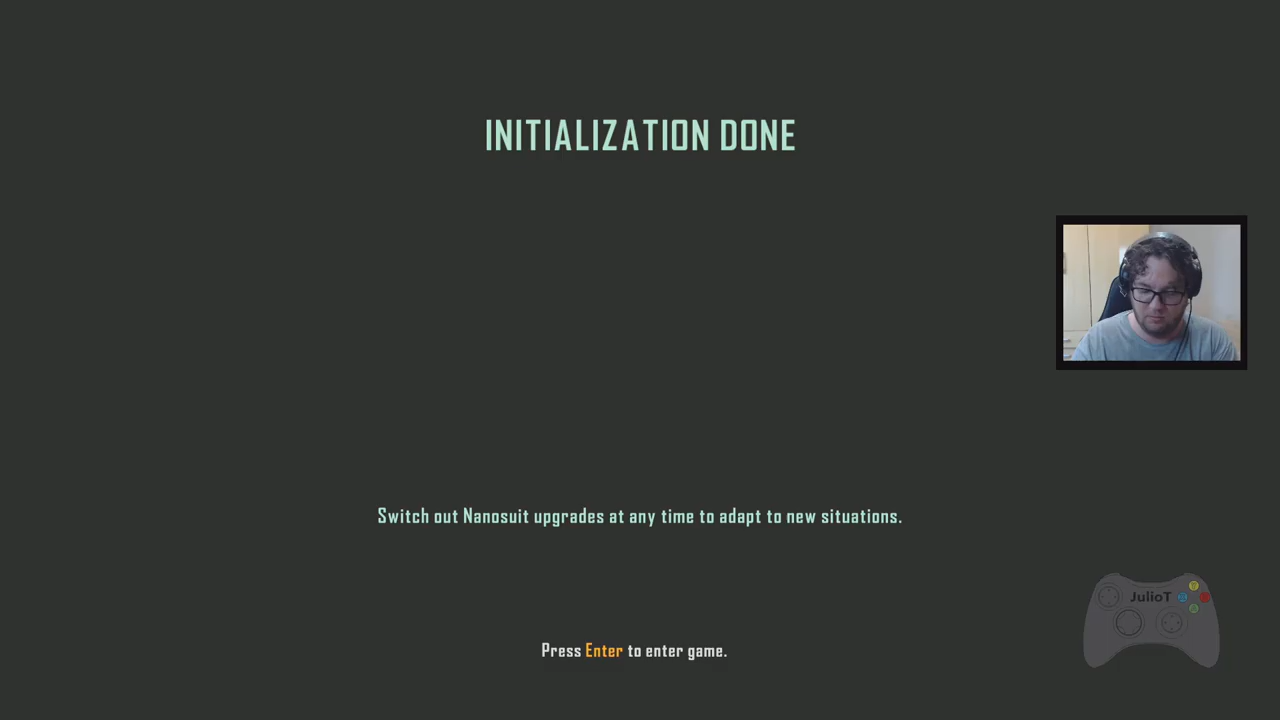 INITIALIZATION DONE
Switch out Nanosuit upgrades at any time to adapt to new situations.
JulioT
Press Enter to enter game.